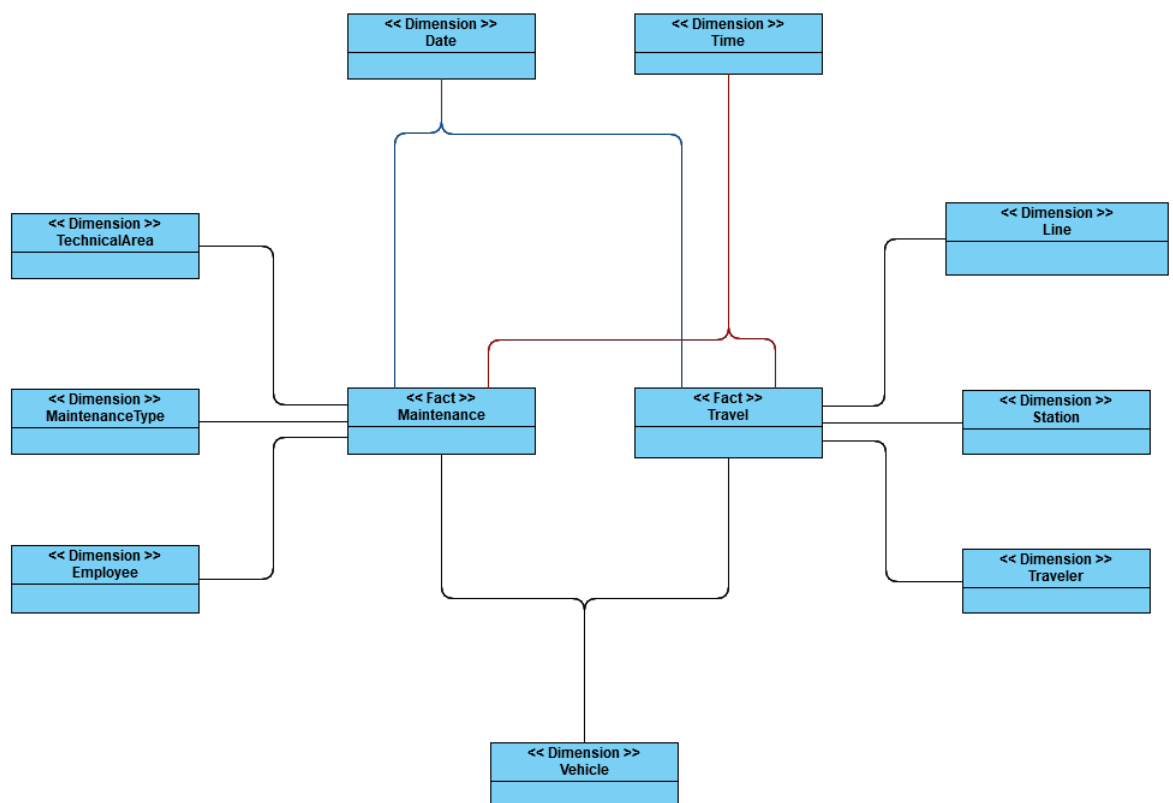 << Dimension >>
Date
<< Dimension >>
Time
<< Dimension >>
TechnicalArea
<< Dimension >>
Line
<< Dimension >>
MaintenanceType
<< Fact >>
Maintenance
<< Fact >>
Travel
<< Dimension >>
Station
<< Dimension >>
Employee
<< Dimension >>
Traveler
<< Dimension >>
Vehicle